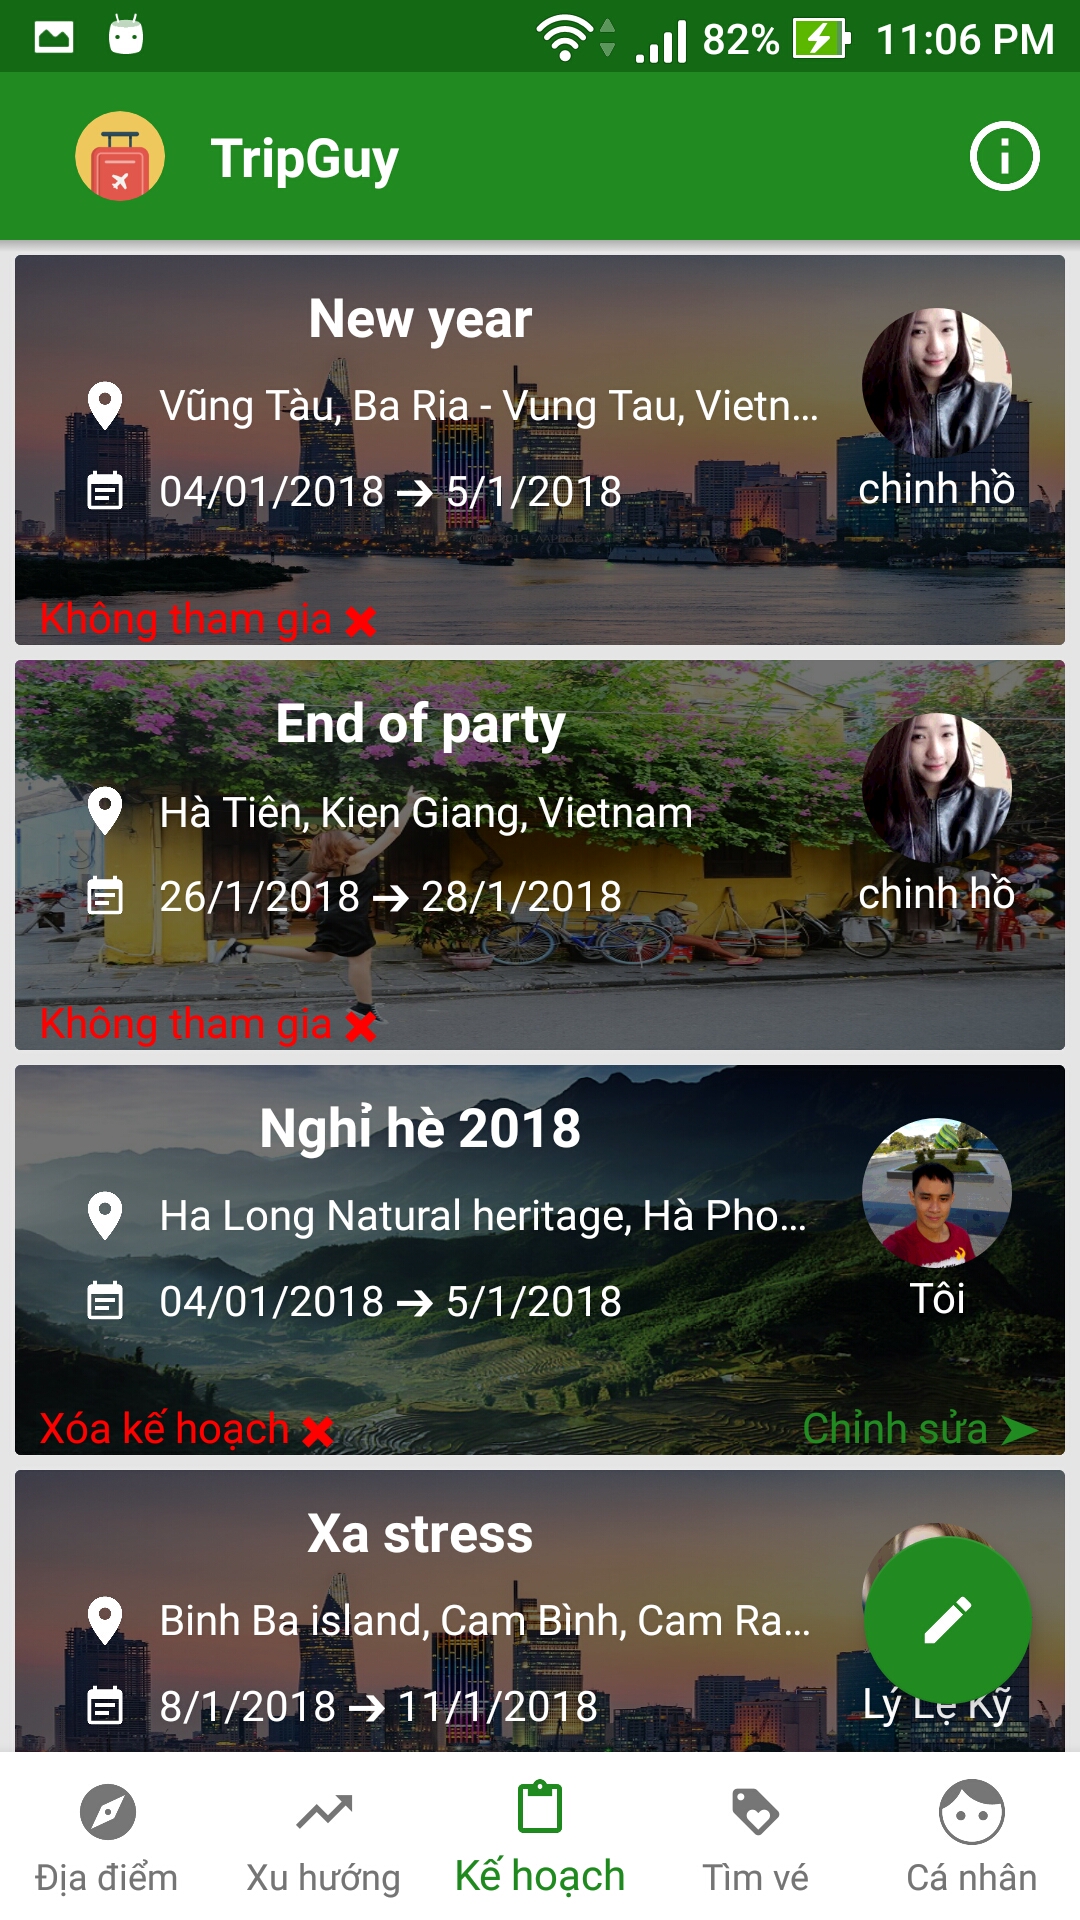 82% 11:06 PM
TripGuy
New year
Vũng Tàu, Ba Ria - Vung Tau, Vietn...
04/01/2018 → 5/1/2018
chinh hồ
Không tham gia ✖
End of party
Hà Tiên, Kien Giang, Vietnam
26/1/2018 → 28/1/2018
chinh hồ
Không tham gia ✖
Nghỉ hè 2018
Ha Long Natural heritage, Hà Pho...
04/01/2018 → 5/1/2018
Tôi
Xóa kế hoạch ✖
Chỉnh sửa ➤
Xa stress
Binh Ba island, Cam Bình, Cam Ra...
8/1/2018 → 11/1/2018
Lý Lệ Kỹ
Địa điểm
Xu hướng
Kế hoạch
Tìm vé
Cá nhân